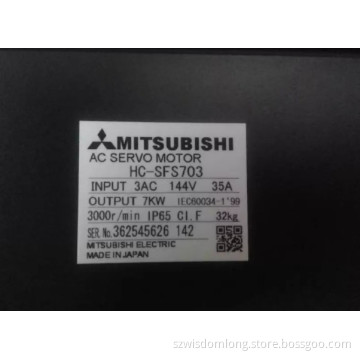 MITSUBISHI
AC SERVO MOTOR
HC-SFS703
INPUT 3AC 144V 35A
OUTPUT 7KW IEC60034-1'99
3000r/min IP65 CI.F 32kg
SER.No.362545626 142
MITSUBISHI ELECTRIC
MADE IN JAPAN
szwisdomlong.store.bossgoo.com